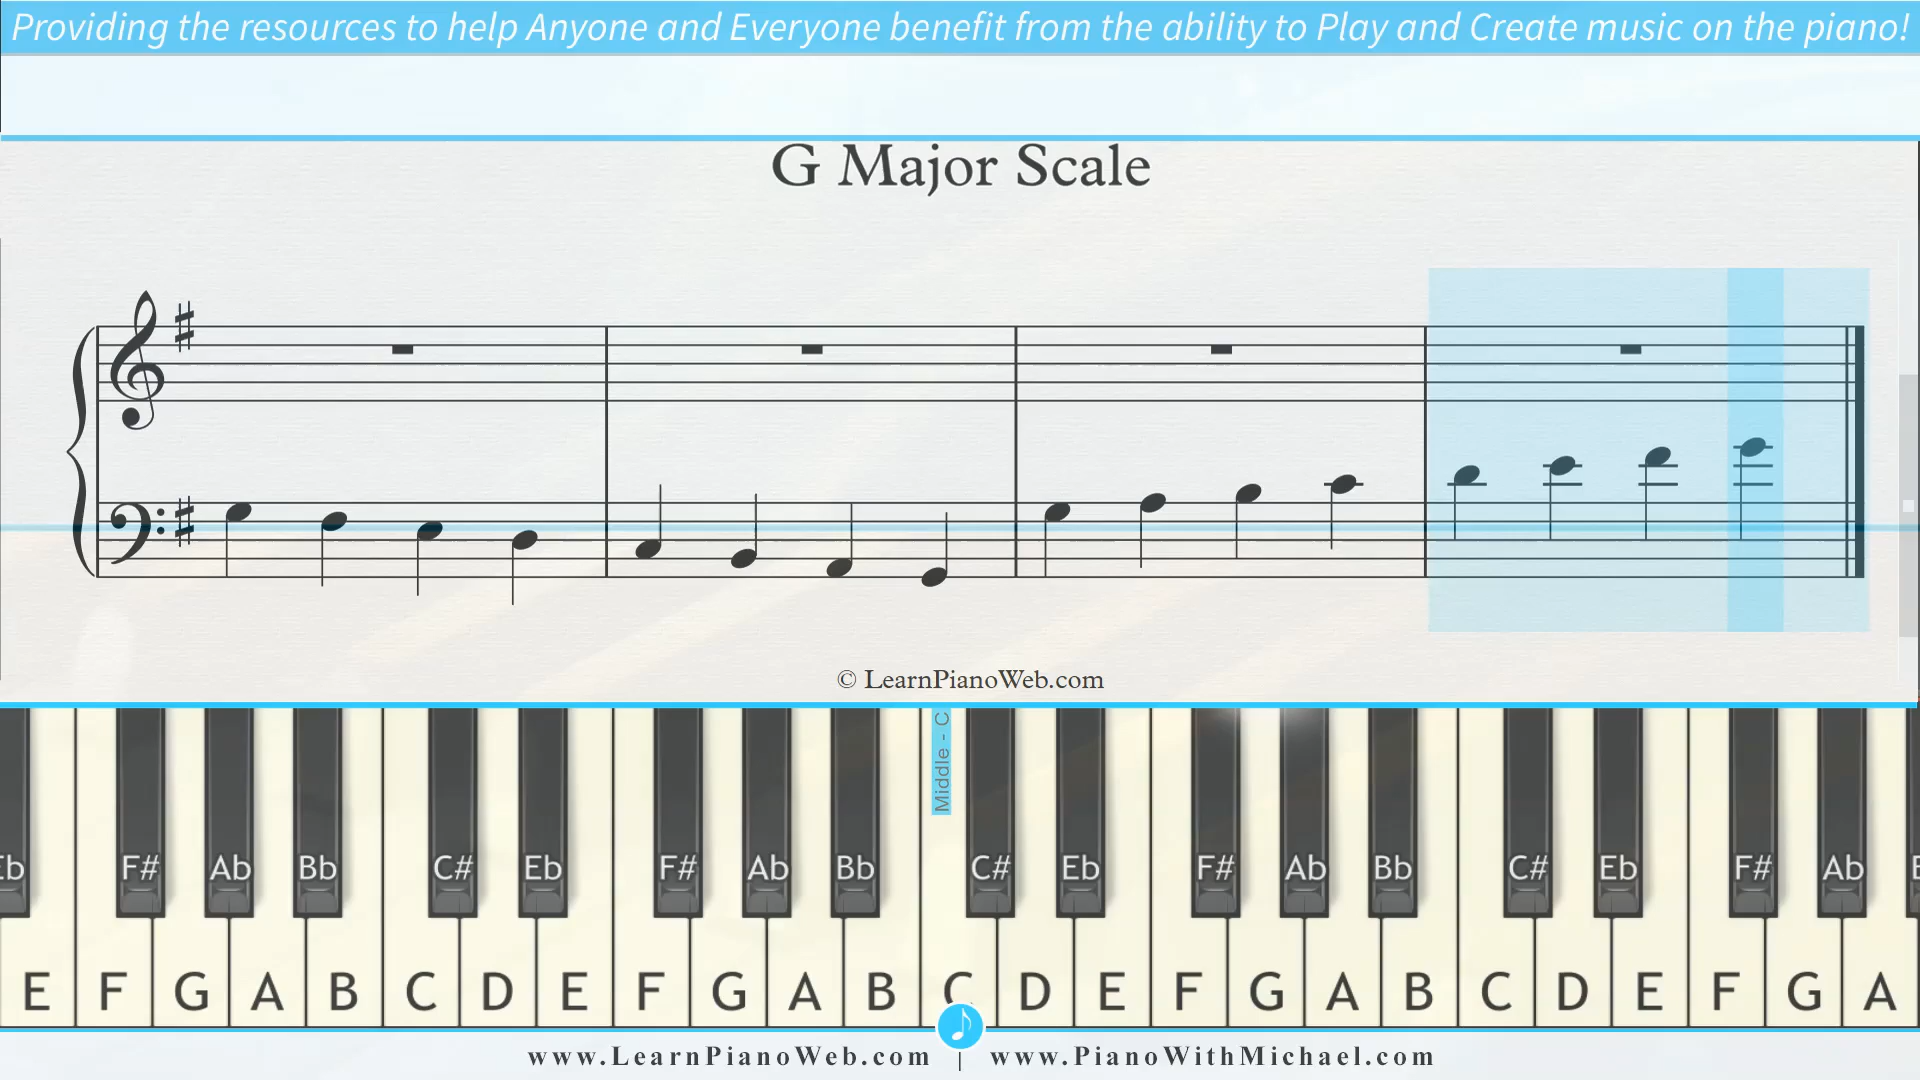 Providing the resources to help Anyone and Everyone benefit from the ability to Play and Create music on the piano!
G Major Scale
© LearnPianoWeb.com
Middle - C
Eb F# Ab Bb C# Eb F# Ab Bb C# Eb F# Ab Bb C# Eb F# Ab
E F G A B C D E F G A B C D E F G A B C D E F G A
www.LearnPianoWeb.com | www.PianoWithMichael.com